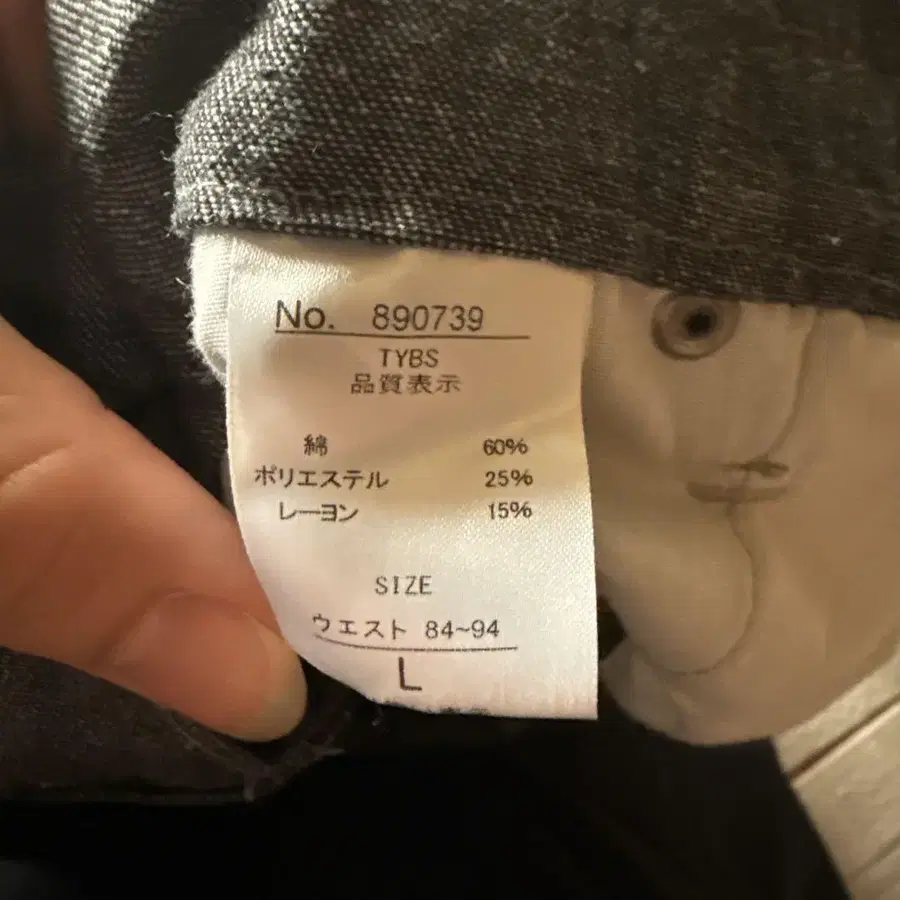 No. 890739
TYBS
品質表示
綿 60%
ポリエステル 25%
レーヨン 15%
SIZE
ウエスト 84~94
L